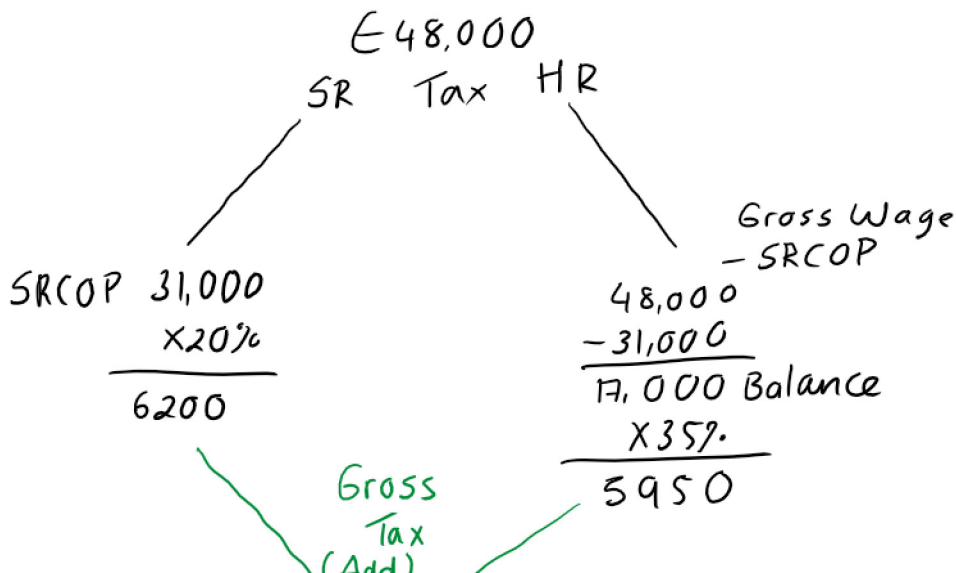 €48,000
SR Tax HR
Gross Wage
- SRCOP
SRCOP 31,000
X20%
6200
48,000
-31,000
17,000 Balance
X35%
5950
Gross
Tax
(Add)